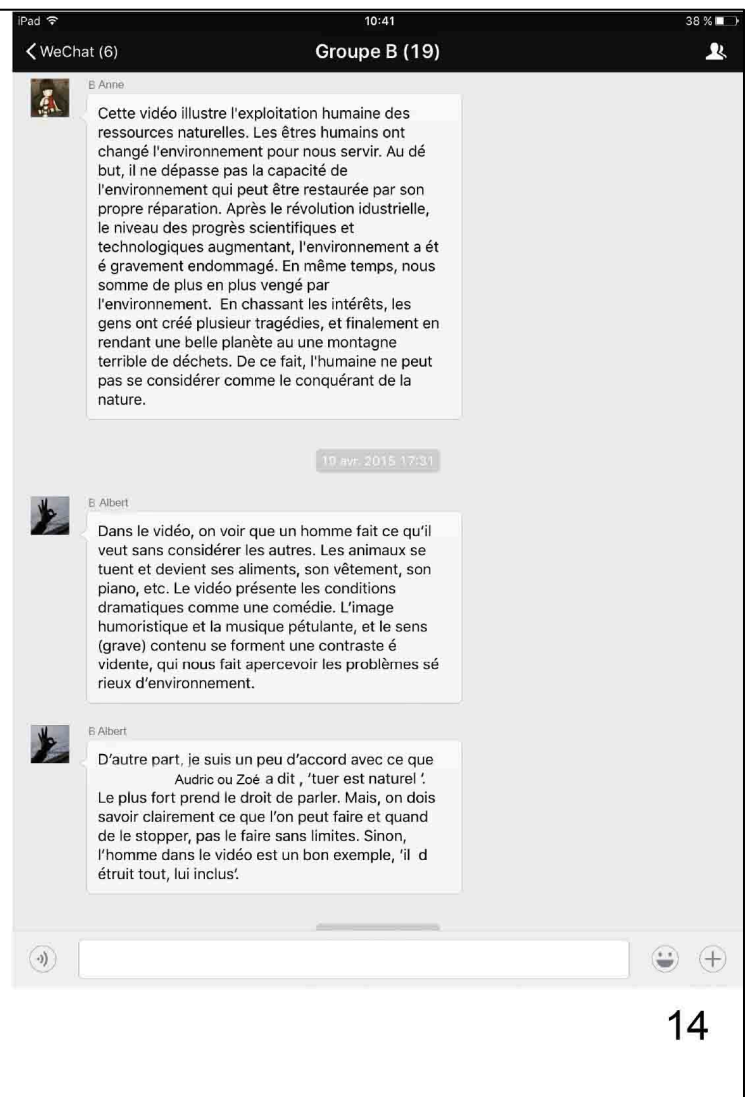 iPad 10:41 38 %
WeChat (6) Groupe B (19)
B Anne
Cette vidéo illustre l'exploitation humaine des
ressources naturelles. Les êtres humains ont
changé l'environnement pour nous servir. Au dé
but, il ne dépasse pas la capacité de
l'environnement qui peut être restaurée par son
propre réparation. Après le révolution idustrielle,
le niveau des progrès scientifiques et
technologiques augmentant, l'environnement a ét
é gravement endommagé. En même temps, nous
somme de plus en plus vengé par
l'environnement. En chassant les intérêts, les
gens ont créé plusieur tragédies, et finalement en
rendant une belle planète au une montagne
terrible de déchets. De ce fait, l'humaine ne peut
pas se considérer comme le conquérant de la
nature.
19 avr. 2015 17:31
B Albert
Dans le vidéo, on voir que un homme fait ce qu'il
veut sans considérer les autres. Les animaux se
tuent et devient ses aliments, son vêtement, son
piano, etc. Le vidéo présente les conditions
dramatiques comme une comédie. L'image
humoristique et la musique pétulante, et le sens
(grave) contenu se forment une contraste é
vidente, qui nous fait apercevoir les problèmes sé
rieux d'environnement.
B Albert
D'autre part, je suis un peu d'accord avec ce que
Audric ou Zoé a dit , 'tuer est naturel '.
Le plus fort prend le droit de parler. Mais, on dois
savoir clairement ce que l'on peut faire et quand
de le stopper, pas le faire sans limites. Sinon,
l'homme dans le vidéo est un bon exemple, 'il d
étruit tout, lui inclus'.
14